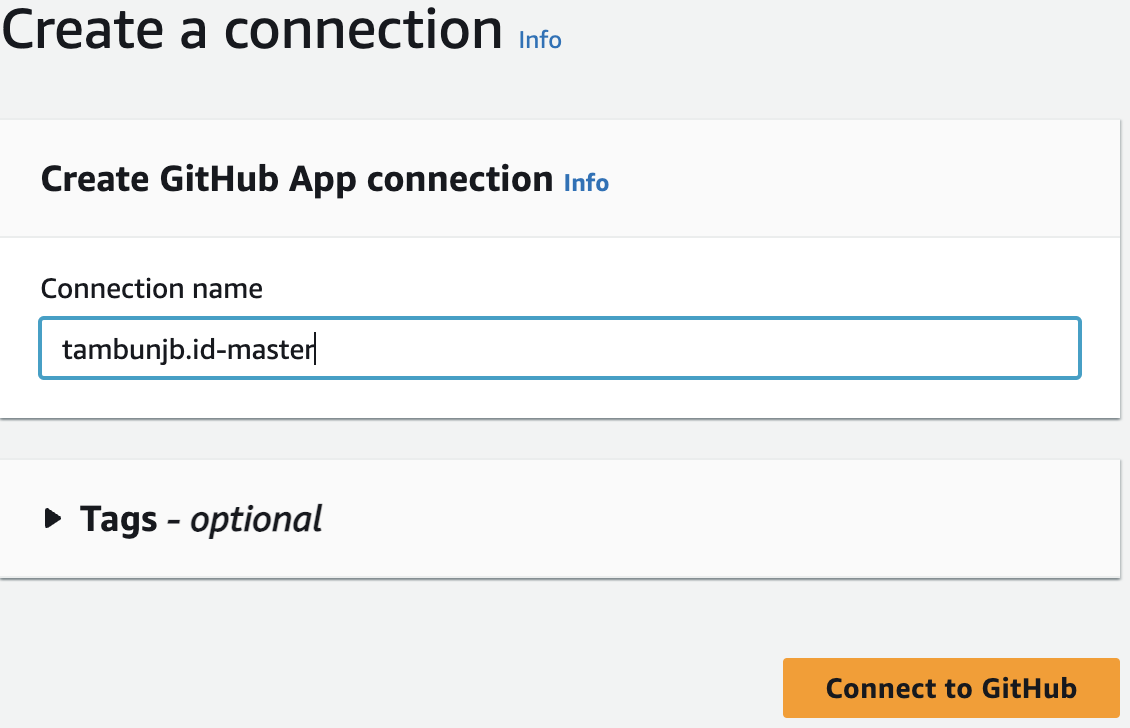 Create a connection Info
Create GitHub App connection Info
Connection name
tambunjb.id-master
Tags - optional
Connect to GitHub